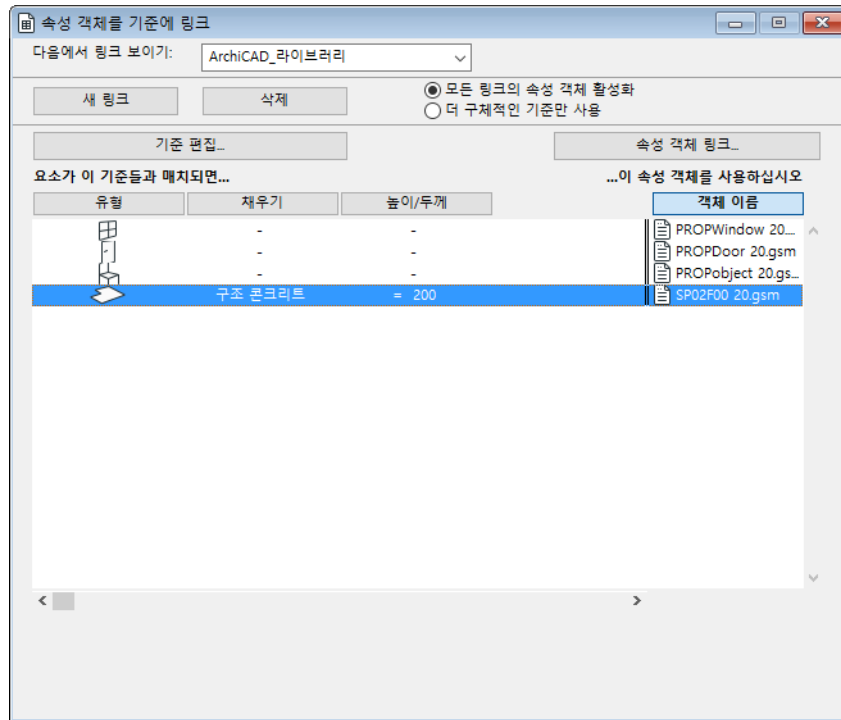 속성 객체를 기준에 링크
다음에서 링크 보이기: ArchiCAD_라이브러리
새 링크 삭제 모든 링크의 속성 객체 활성화
더 구체적인 기준만 사용
기준 편집... 속성 객체 링크...
요소가 이 기준들과 매치되면... ...이 속성 객체를 사용하십시오
유형 채우기 높이/두께 객체 이름
- - PROPWindow 20....
- - PROPDoor 20.gsm
- - PROPobject 20.gs...
구조 콘크리트 = 200 SP02F00 20.gsm